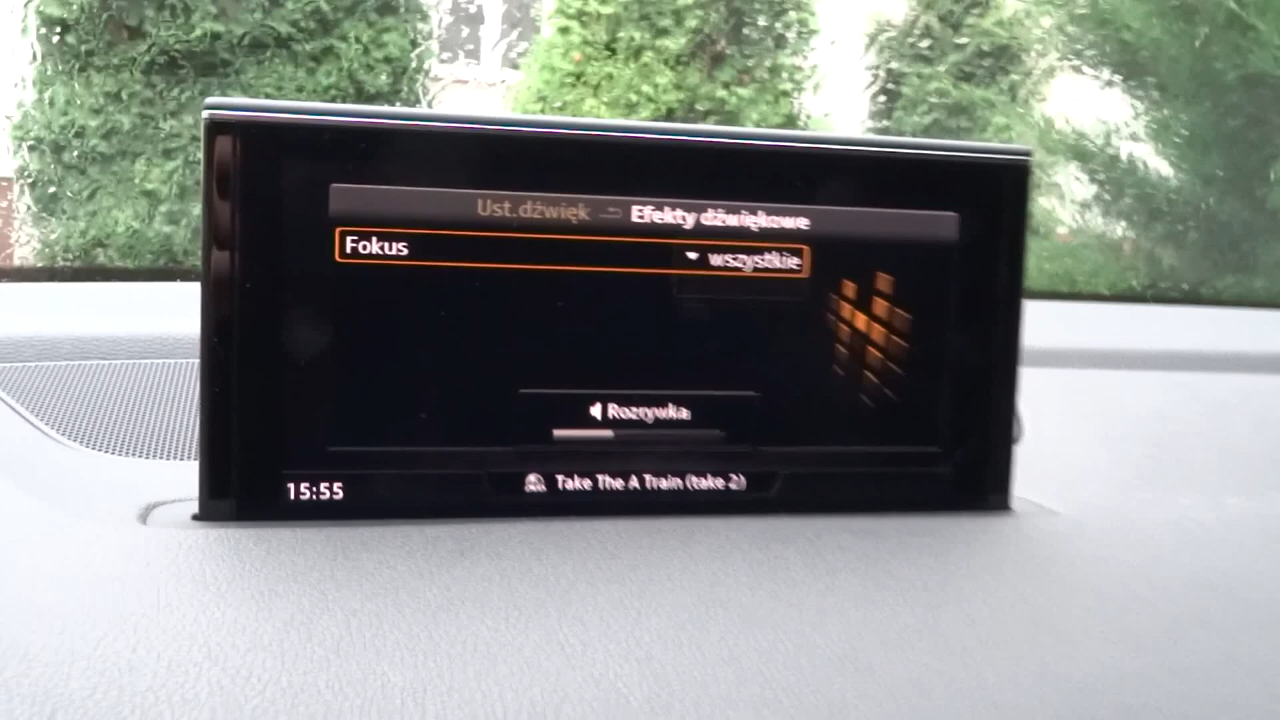 Ust.dźwięk Efekty dźwiękowe
Fokus wszystkie
Rozrywka
15:55 Take The A Train (take 2)